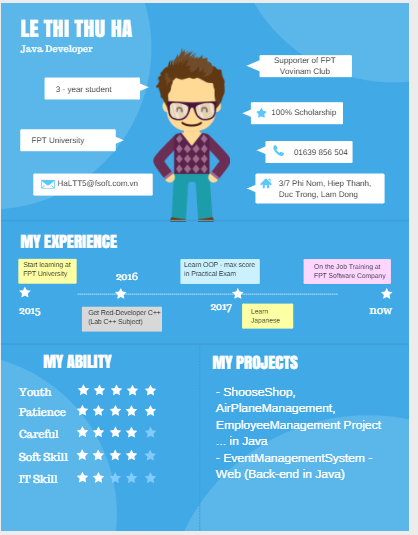 LE THI THU HA
Java Developer
Supporter of FPT
Vovinam Club
3 - year student
100% Scholarship
FPT University
01639 856 504
HaLTT5@fsoft.com.vn
3/7 Phi Nom, Hiep Thanh,
Duc Trong, Lam Dong
MY EXPERIENCE
Start learning at
FPT University
2015
2016
Get Red-Developer C++
(Lab C++ Subject)
Learn OOP - max score
in Practical Exam
2017
Learn
Japanese
On the Job Training at
FPT Software Company
now
MY ABILITY
Youth
Patience
Careful
Soft Skill
IT Skill
MY PROJECTS
- ShooseShop,
AirPlaneManagement,
EmployeeManagement Project
... in Java
- EventManagementSystem -
Web (Back-end in Java)